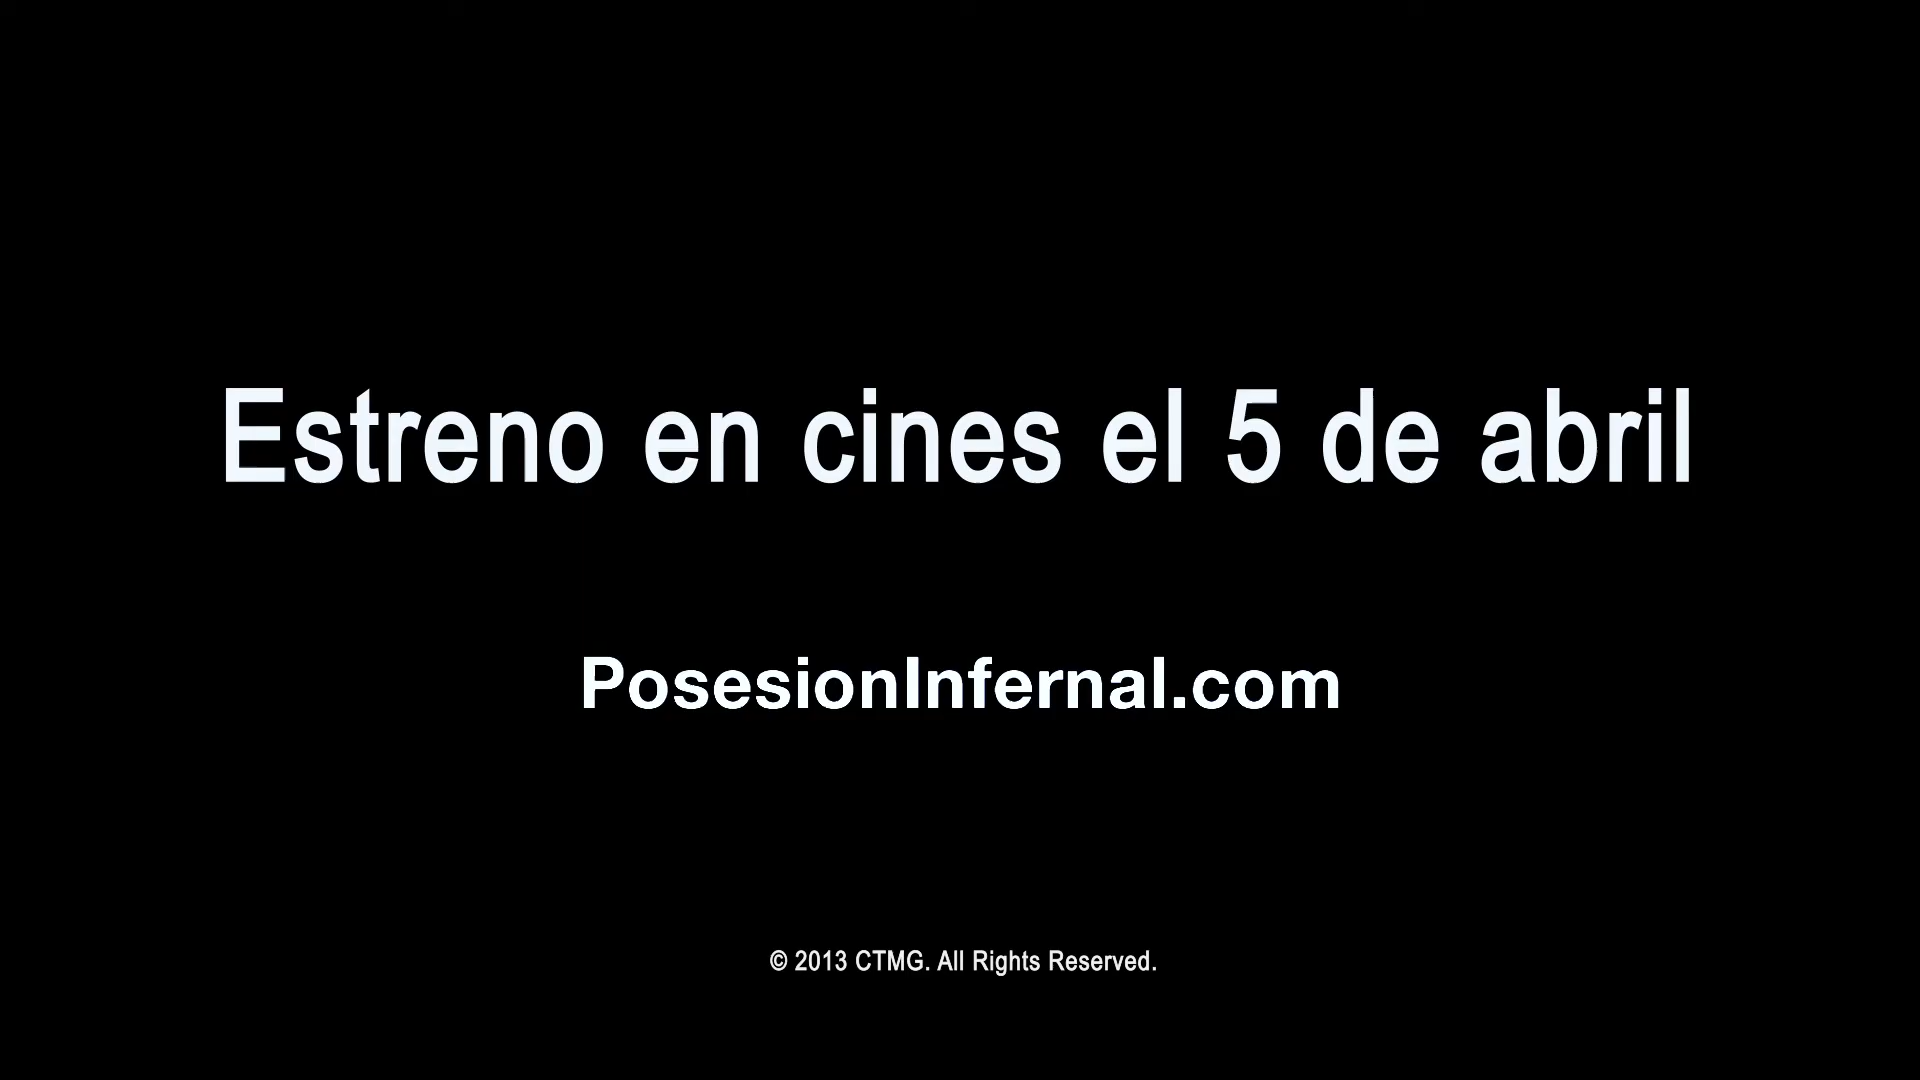 Estreno en cines el 5 de abril
PosesionInfernal.com
© 2013 CTMG. All Rights Reserved.